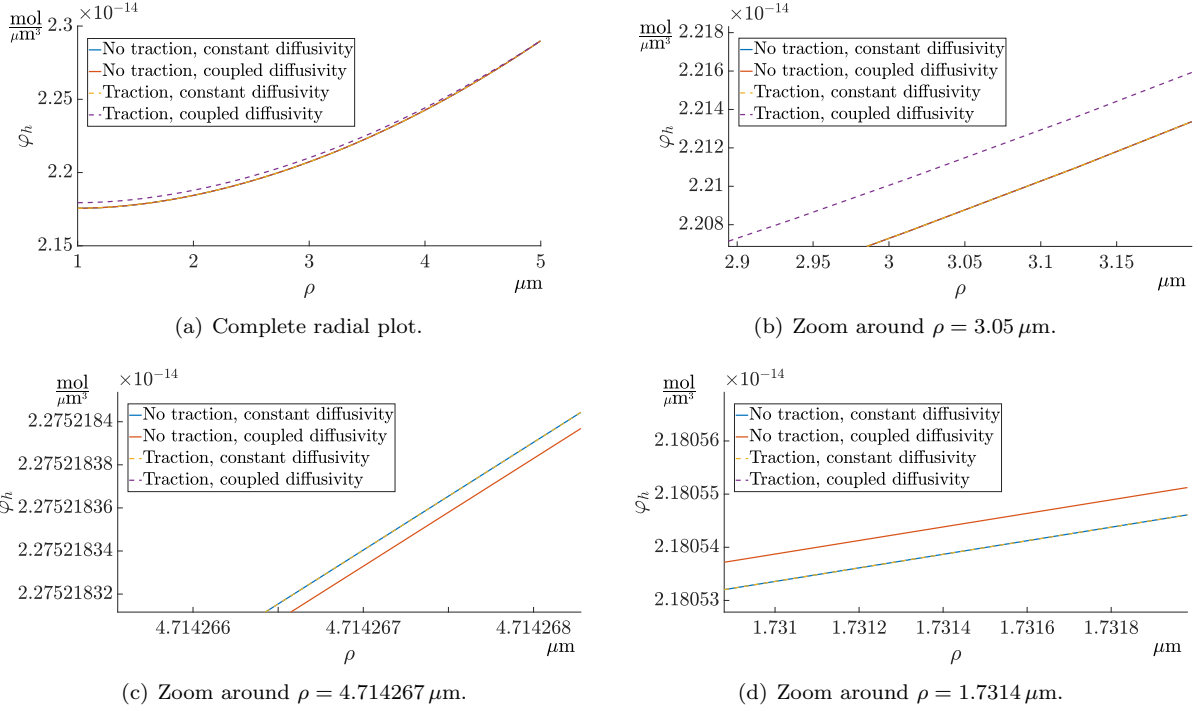 mol/μm³ ×10⁻¹⁴
2.3
2.25
2.2
2.15
φ_h
No traction, constant diffusivity
No traction, coupled diffusivity
Traction, constant diffusivity
Traction, coupled diffusivity
1 2 3 4 5
ρ μm
(a) Complete radial plot.
mol/μm³ ×10⁻¹⁴
2.218
2.216
2.214
2.212
2.21
2.208
φ_h
No traction, constant diffusivity
No traction, coupled diffusivity
Traction, constant diffusivity
Traction, coupled diffusivity
2.9 2.95 3 3.05 3.1 3.15
ρ μm
(b) Zoom around ρ = 3.05 μm.
mol/μm³ ×10⁻¹⁴
2.2752184
2.27521838
2.27521836
2.27521834
2.27521832
φ_h
No traction, constant diffusivity
No traction, coupled diffusivity
Traction, constant diffusivity
Traction, coupled diffusivity
4.714266 4.714267 4.714268
ρ μm
(c) Zoom around ρ = 4.714267 μm.
mol/μm³ ×10⁻¹⁴
2.18056
2.18055
2.18054
2.18053
φ_h
No traction, constant diffusivity
No traction, coupled diffusivity
Traction, constant diffusivity
Traction, coupled diffusivity
1.731 1.7312 1.7314 1.7316 1.7318
ρ μm
(d) Zoom around ρ = 1.7314 μm.